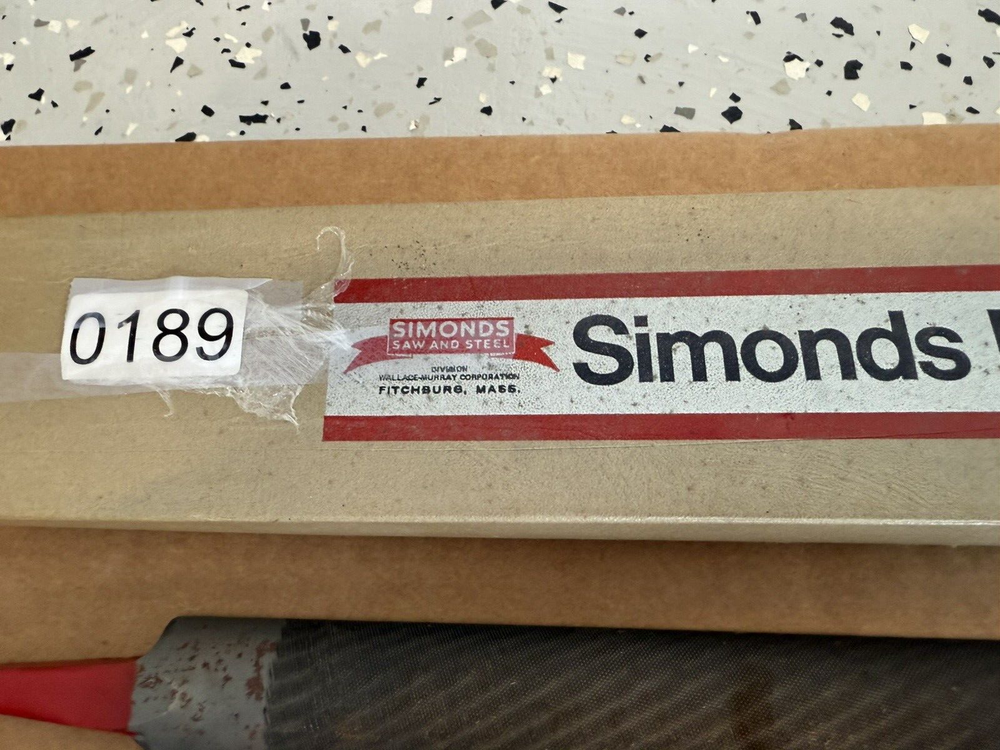 0189
SIMONDS
SAW AND STEEL
DIVISION
WALLACE-MURRAY CORPORATION
FITCHBURG, MASS.
Simonds